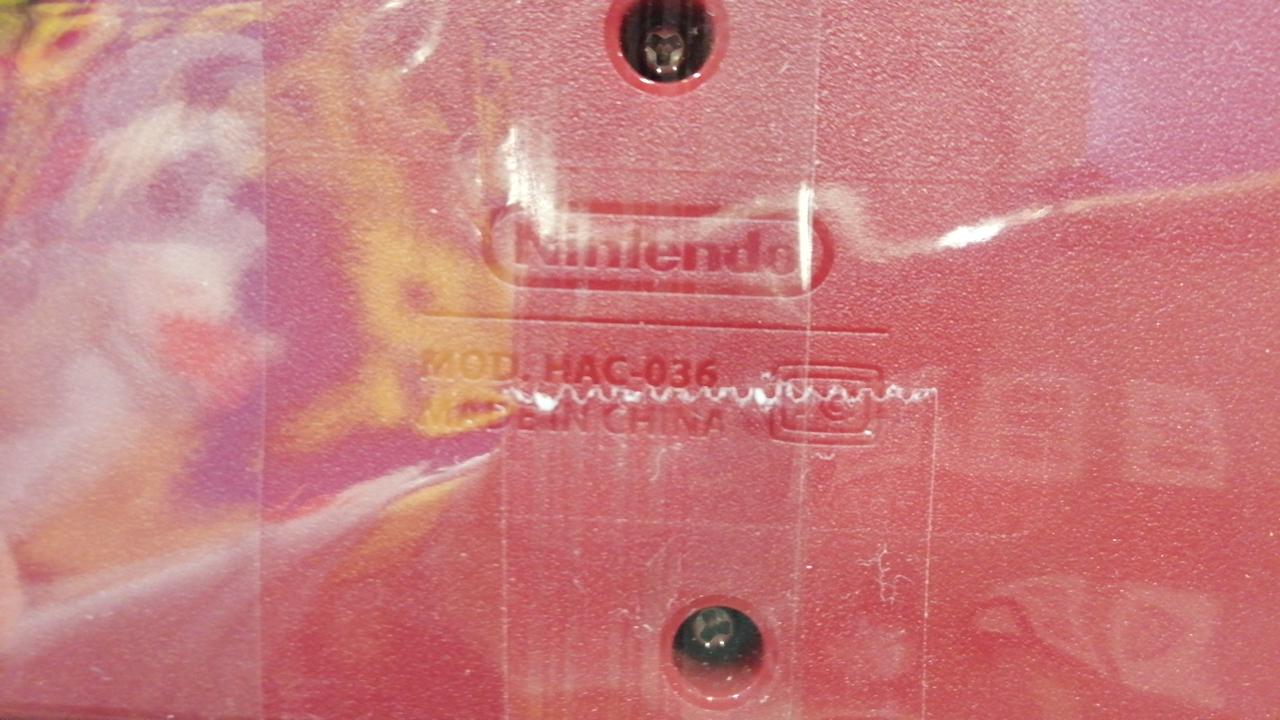 Nintendo
MOD. HAC-036
MADE IN CHINA